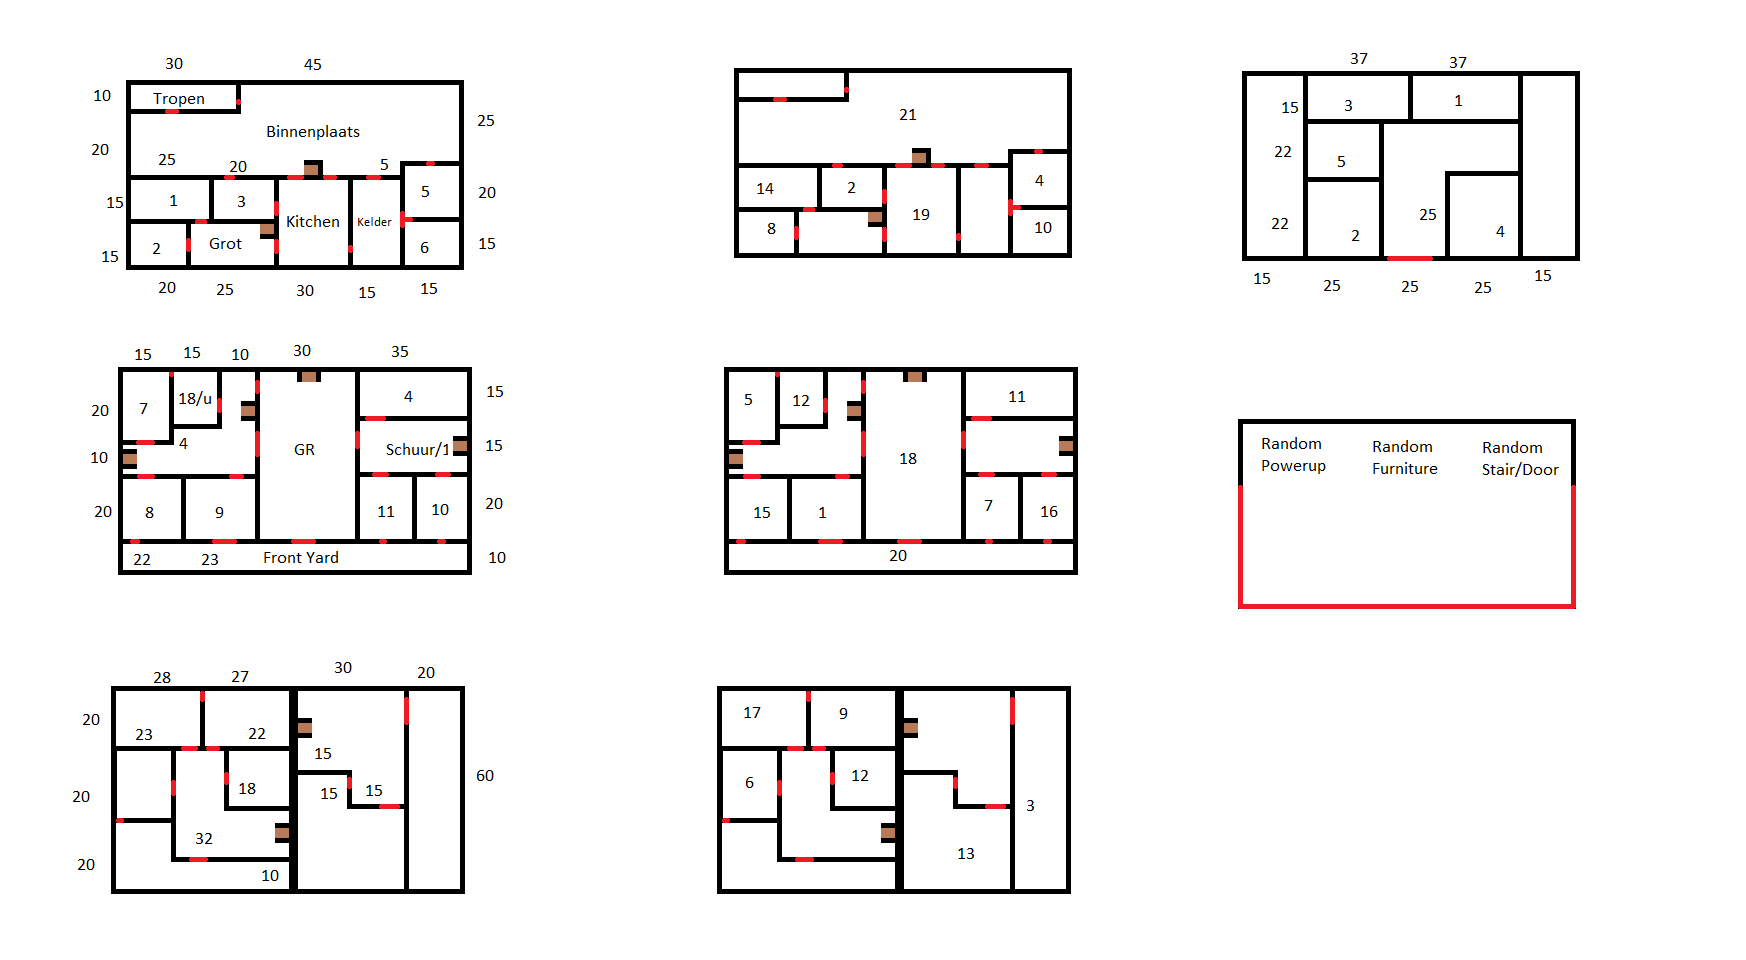 30 45
10 Tropen
Binnenplaats
25
20 25 20 5
15 1 3 Kitchen Kelder 5 20
15 2 Grot 6 15
20 25 30 15 15
21
14 2 19 4
8 10
37 37
15 3 1
22 5
22 2 25 4
15 25 25 25 15
15 15 10 30 35
20 7 18/u 4 15
4 GR Schuur/1 15
10
20 8 9 11 10 20
22 23 Front Yard 10
5 12 11
18
15 1 7 16
20
Random Random Random
Powerup Furniture Stair/Door
28 27 30 20
20 23 22 15
20 18 15 15 60
32
20 10
17 9
6 12 3
13